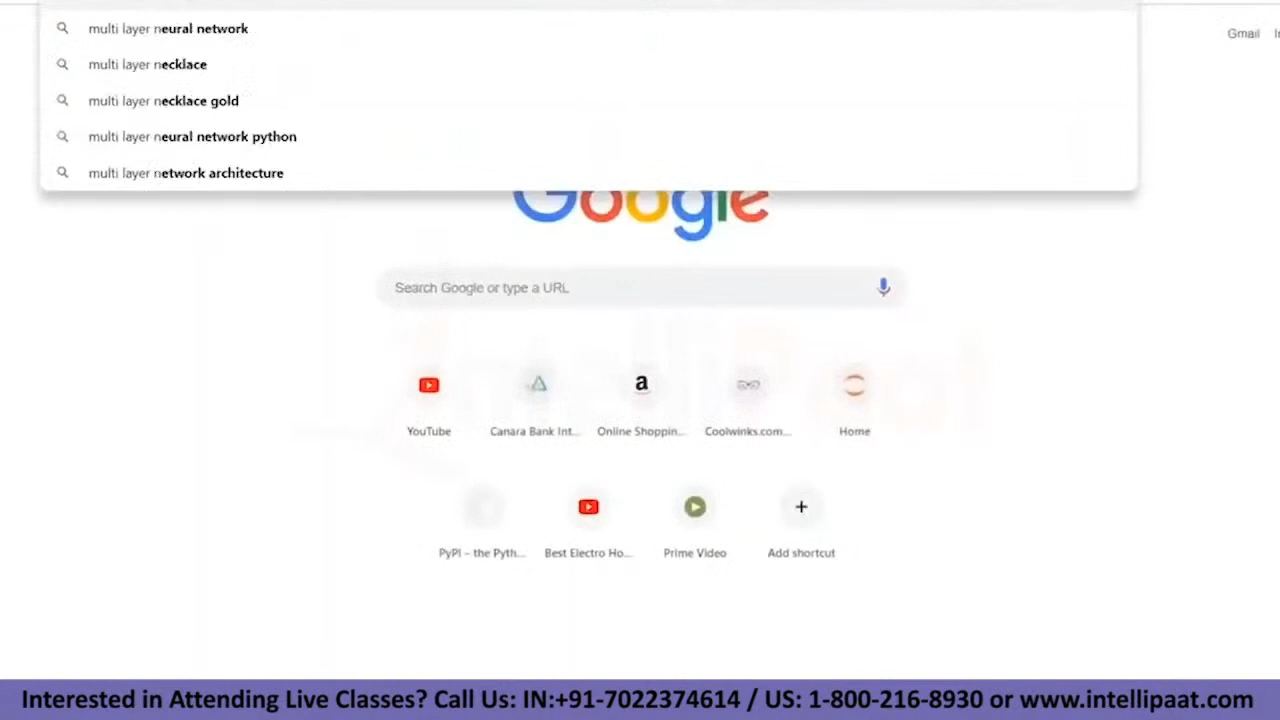 multi layer neural network
Gmail
multi layer necklace
multi layer necklace gold
multi layer neural network python
multi layer network architecture
Google
Search Google or type a URL
a
YouTube
Canara Bank Int...
Online Shoppin...
Coolwinks.com...
Home
PyPI – the Pyth...
Best Electro Ho...
Prime Video
Add shortcut
Interested in Attending Live Classes? Call Us: IN:+91-7022374614 / US: 1-800-216-8930 or www.intellipaat.com